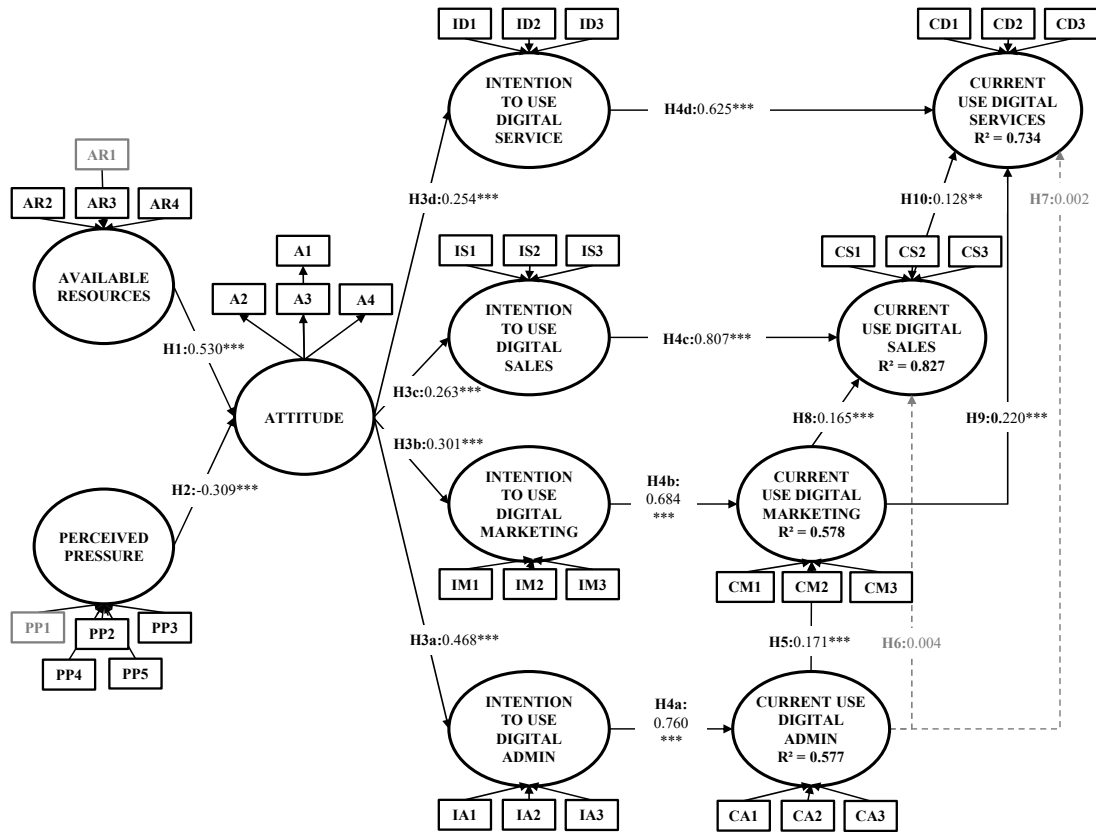 ID1
ID2
ID3
CD1
CD2
CD3
INTENTION
TO USE
DIGITAL
SERVICE
H4d:0.625***
CURRENT
USE DIGITAL
SERVICES
R² = 0.734
AR1
AR2
AR3
AR4
H3d:0.254***
H10:0.128**
H7:0.002
AVAILABLE
RESOURCES
A1
A2
A3
A4
IS1
IS2
IS3
CS1
CS2
CS3
INTENTION
TO USE
DIGITAL
SALES
H4c:0.807***
CURRENT
USE DIGITAL
SALES
R² = 0.827
H1:0.530***
H3c:0.263***
ATTITUDE
H3b:0.301***
H8:0.165***
H9:0.220***
H2:-0.309***
INTENTION
TO USE
DIGITAL
MARKETING
H4b:
0.684
***
CURRENT
USE DIGITAL
MARKETING
R² = 0.578
PERCEIVED
PRESSURE
IM1
IM2
IM3
CM1
CM2
CM3
PP1
PP2
PP3
PP4
PP5
H3a:0.468***
H5:0.171***
H6:0.004
INTENTION
TO USE
DIGITAL
ADMIN
H4a:
0.760
***
CURRENT USE
DIGITAL
ADMIN
R² = 0.577
IA1
IA2
IA3
CA1
CA2
CA3